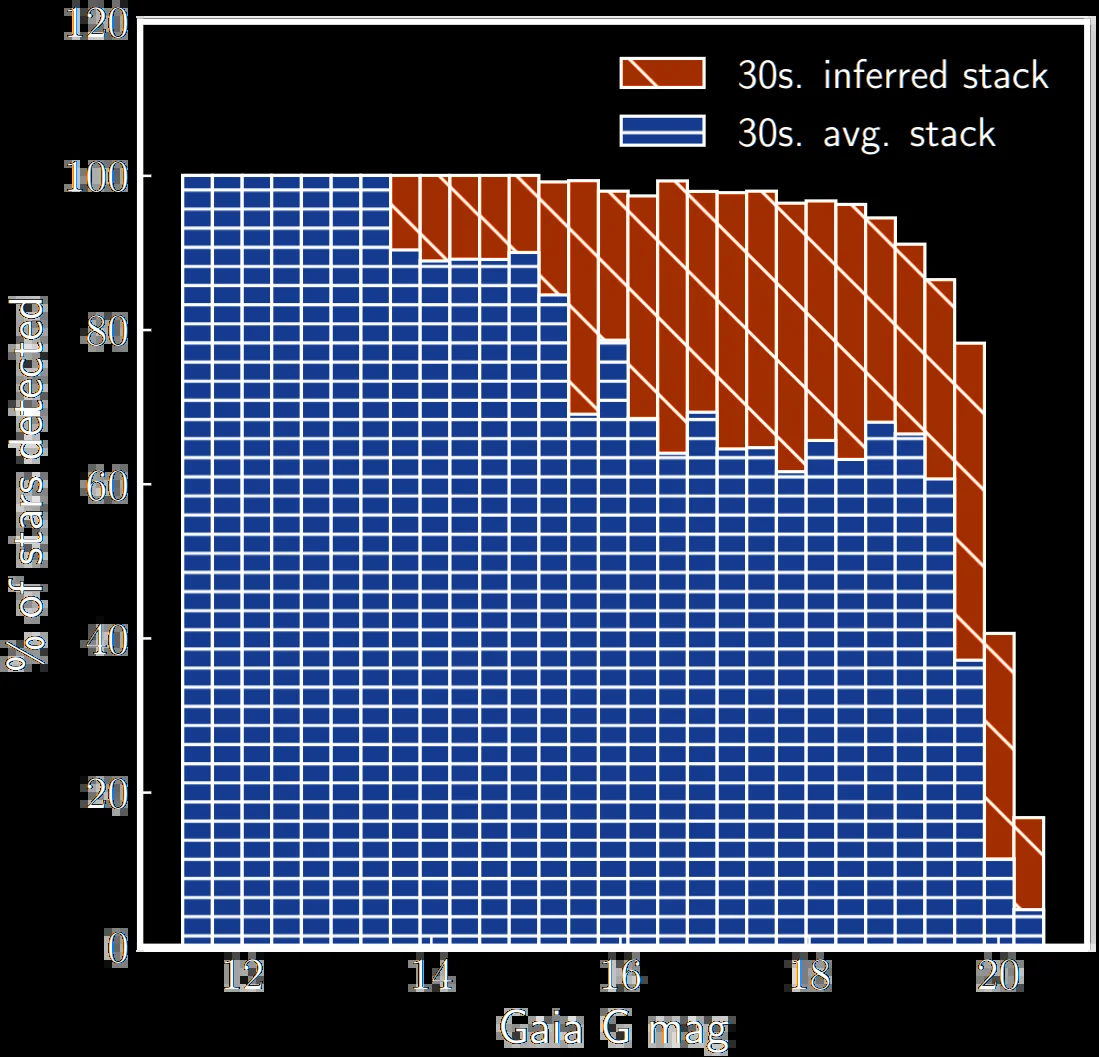 120
100
80
60
40
20
0
% of stars detected
30s. inferred stack
30s. avg. stack
12 14 16 18 20
Gaia G mag